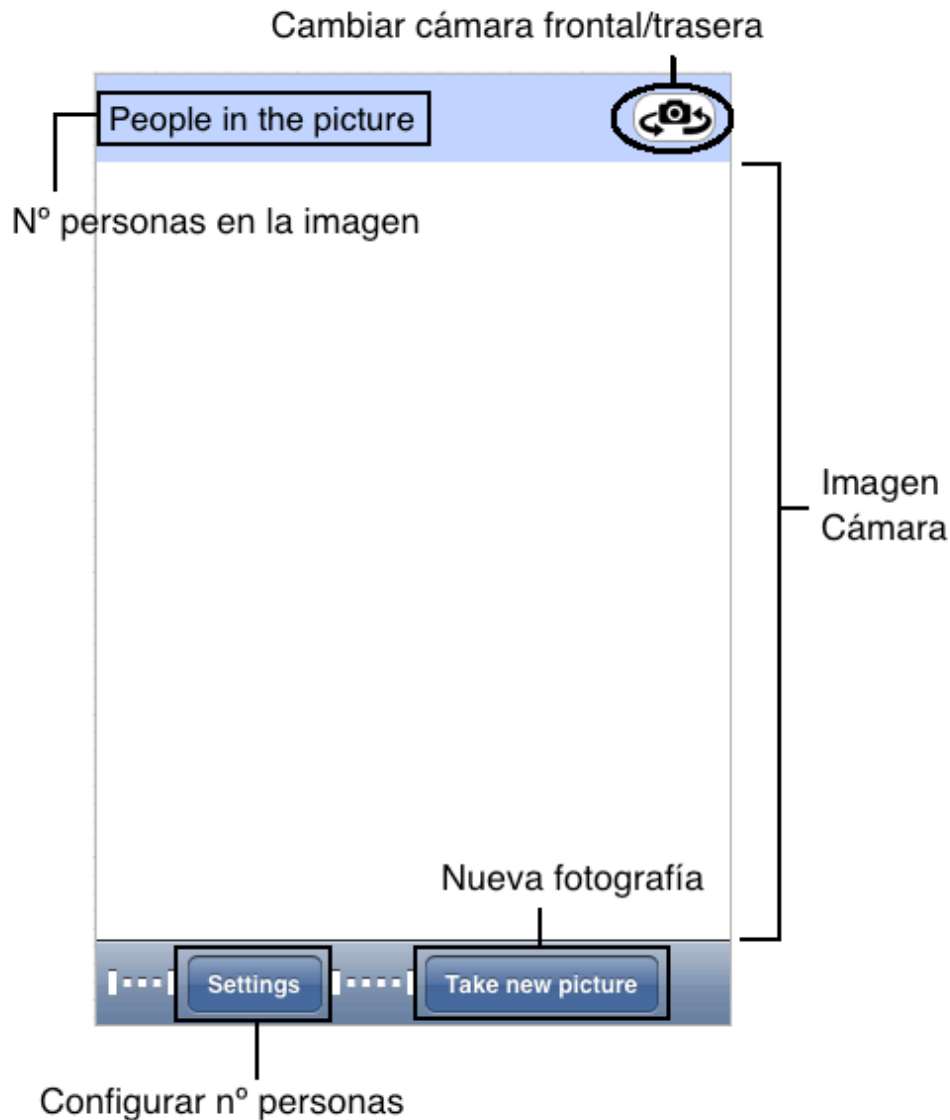 Cambiar cámara frontal/trasera
People in the picture
Nº personas en la imagen
Imagen
Cámara
Nueva fotografía
Settings
Take new picture
Configurar nº personas